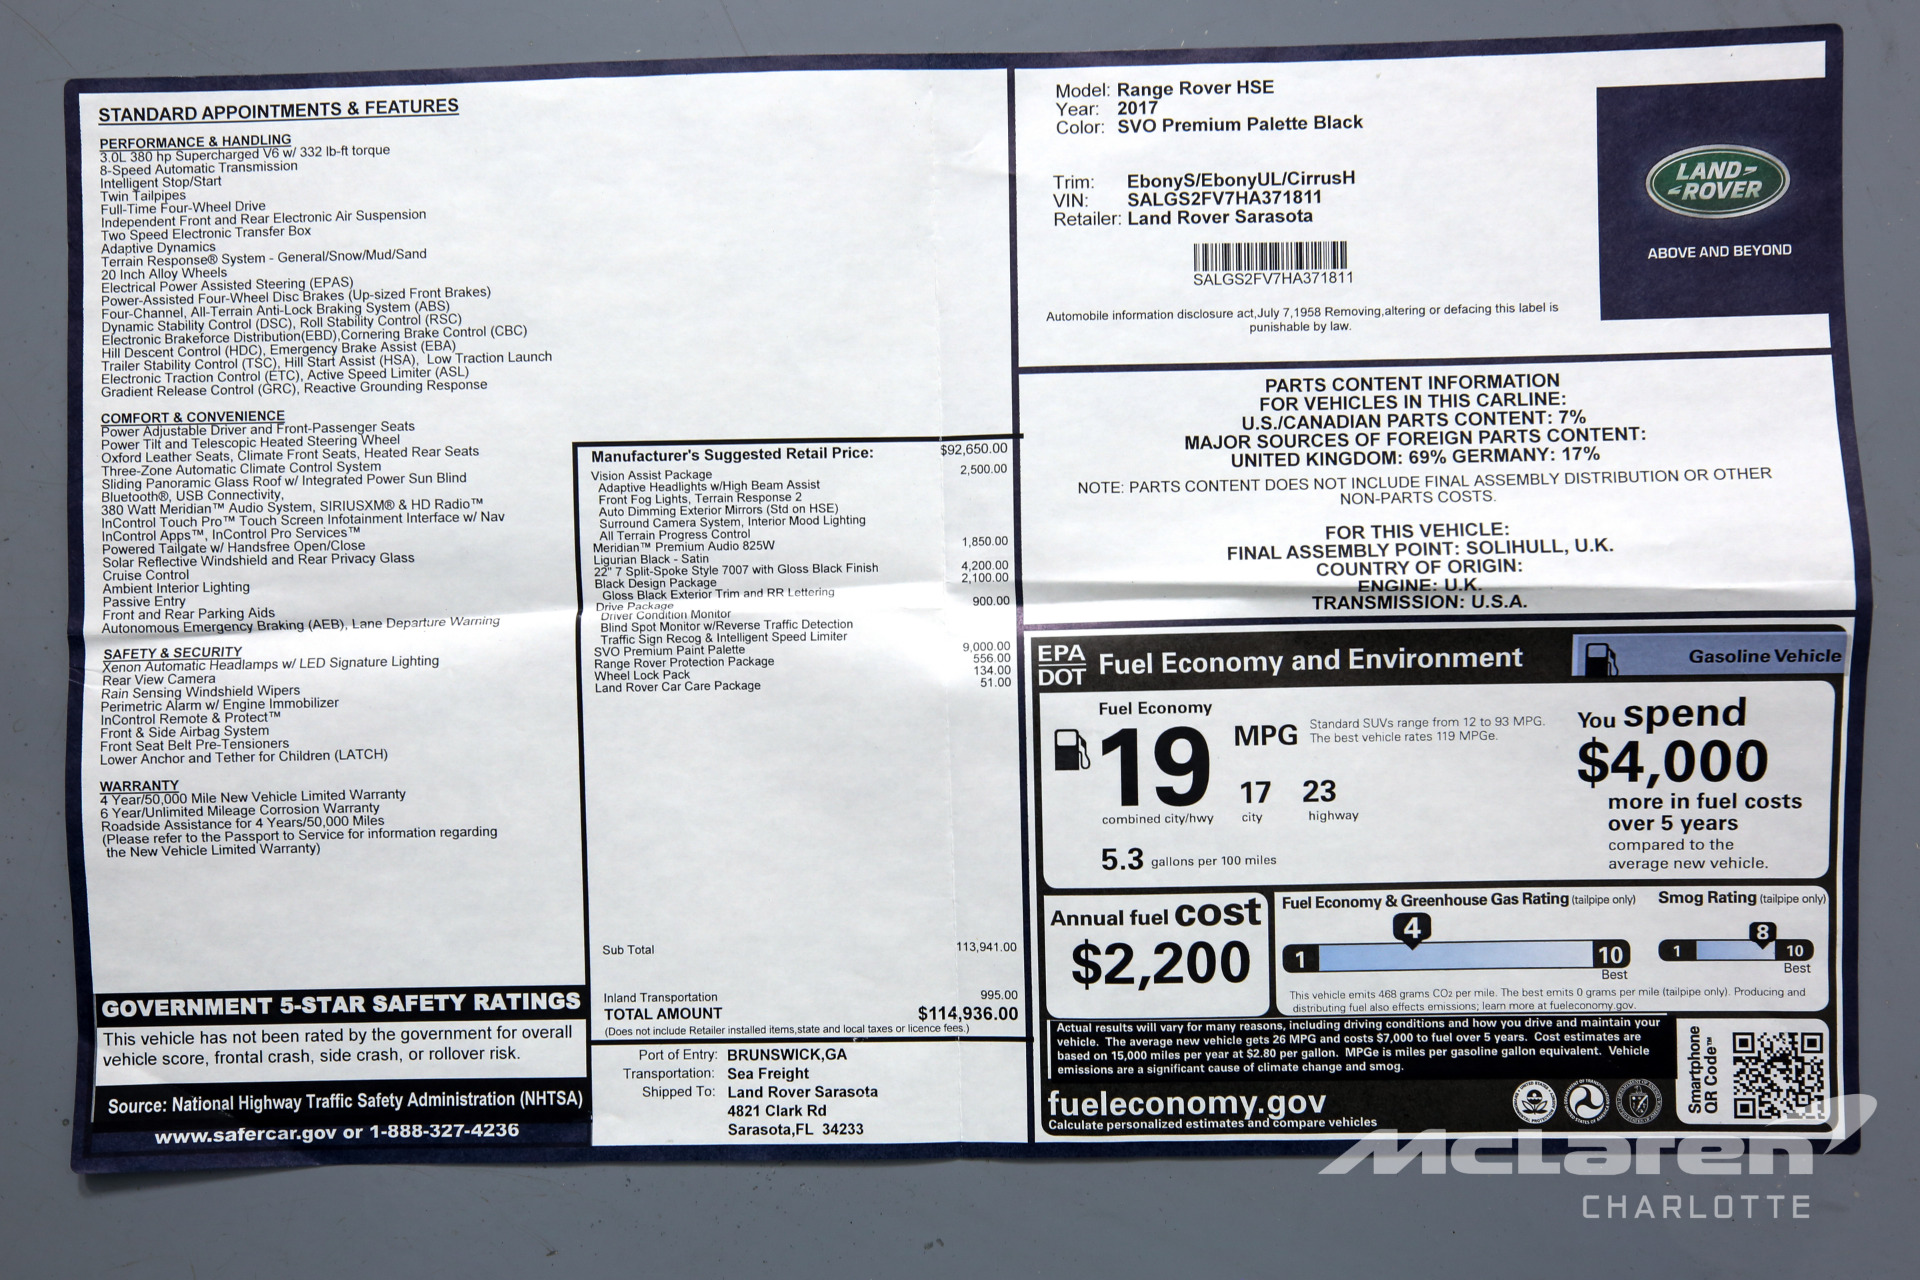 STANDARD APPOINTMENTS & FEATURES
PERFORMANCE & HANDLING
3.0L 380 hp Supercharged V6 w/ 332 lb-ft torque
8-Speed Automatic Transmission
Intelligent Stop/Start
Twin Tailpipes
Full-Time Four-Wheel Drive
Independent Front and Rear Electronic Air Suspension
Two Speed Electronic Transfer Box
Adaptive Dynamics
Terrain Response® System - General/Snow/Mud/Sand
20 Inch Alloy Wheels
Electrical Power Assisted Steering (EPAS)
Power-Assisted Four-Wheel Disc Brakes (Up-sized Front Brakes)
Four-Channel, All-Terrain Anti-Lock Braking System (ABS)
Dynamic Stability Control (DSC), Roll Stability Control (RSC)
Electronic Brakeforce Distribution(EBD),Cornering Brake Control (CBC)
Hill Descent Control (HDC), Emergency Brake Assist (EBA)
Trailer Stability Control (TSC), Hill Start Assist (HSA), Low Traction Launch
Electronic Traction Control (ETC), Active Speed Limiter (ASL)
Gradient Release Control (GRC), Reactive Grounding Response
COMFORT & CONVENIENCE
Power Adjustable Driver and Front-Passenger Seats
Power Tilt and Telescopic Heated Steering Wheel
Oxford Leather Seats, Climate Front Seats, Heated Rear Seats
Three-Zone Automatic Climate Control System
Sliding Panoramic Glass Roof w/ Integrated Power Sun Blind
Bluetooth®, USB Connectivity,
380 Watt Meridian™ Audio System, SIRIUSXM® & HD Radio™
InControl Touch Pro™ Touch Screen Infotainment Interface w/ Nav
InControl Apps™, InControl Pro Services™
Powered Tailgate w/ Handsfree Open/Close
Solar Reflective Windshield and Rear Privacy Glass
Cruise Control
Ambient Interior Lighting
Passive Entry
Front and Rear Parking Aids
Autonomous Emergency Braking (AEB), Lane Departure Warning
SAFETY & SECURITY
Xenon Automatic Headlamps w/ LED Signature Lighting
Rear View Camera
Rain Sensing Windshield Wipers
Perimetric Alarm w/ Engine Immobilizer
InControl Remote & Protect™
Front & Side Airbag System
Front Seat Belt Pre-Tensioners
Lower Anchor and Tether for Children (LATCH)
WARRANTY
4 Year/50,000 Mile New Vehicle Limited Warranty
6 Year/Unlimited Mileage Corrosion Warranty
Roadside Assistance for 4 Years/50,000 Miles
(Please refer to the Passport to Service for information regarding
the New Vehicle Limited Warranty)
GOVERNMENT 5-STAR SAFETY RATINGS
This vehicle has not been rated by the government for overall
vehicle score, frontal crash, side crash, or rollover risk.
Source: National Highway Traffic Safety Administration (NHTSA)
www.safercar.gov or 1-888-327-4236
Manufacturer's Suggested Retail Price: $92,650.00
Vision Assist Package 2,500.00
Adaptive Headlights w/High Beam Assist
Front Fog Lights, Terrain Response 2
Auto Dimming Exterior Mirrors (Std on HSE)
Surround Camera System, Interior Mood Lighting
All Terrain Progress Control
Meridian™ Premium Audio 825W 1,850.00
Ligurian Black - Satin
22" 7 Split-Spoke Style 7007 with Gloss Black Finish 4,200.00
Black Design Package 2,100.00
Gloss Black Exterior Trim and RR Lettering
Drive Package 900.00
Driver Condition Monitor
Blind Spot Monitor w/Reverse Traffic Detection
Traffic Sign Recog & Intelligent Speed Limiter
SVO Premium Paint Palette 9,000.00
Range Rover Protection Package 556.00
Wheel Lock Pack 134.00
Land Rover Car Care Package 51.00
Sub Total 113,941.00
Inland Transportation 995.00
TOTAL AMOUNT $114,936.00
(Does not include Retailer installed items,state and local taxes or licence fees.)
Port of Entry: BRUNSWICK,GA
Transportation: Sea Freight
Shipped To: Land Rover Sarasota
4821 Clark Rd
Sarasota,FL 34233
Model: Range Rover HSE
Year: 2017
Color: SVO Premium Palette Black
Trim: EbonyS/EbonyUL/CirrusH
VIN: SALGS2FV7HA371811
Retailer: Land Rover Sarasota
SALGS2FV7HA371811
Automobile information disclosure act,July 7,1958 Removing,altering or defacing this label is
punishable by law.
LAND
ROVER
ABOVE AND BEYOND
PARTS CONTENT INFORMATION
FOR VEHICLES IN THIS CARLINE:
U.S./CANADIAN PARTS CONTENT: 7%
MAJOR SOURCES OF FOREIGN PARTS CONTENT:
UNITED KINGDOM: 69% GERMANY: 17%
NOTE: PARTS CONTENT DOES NOT INCLUDE FINAL ASSEMBLY DISTRIBUTION OR OTHER
NON-PARTS COSTS.
FOR THIS VEHICLE:
FINAL ASSEMBLY POINT: SOLIHULL, U.K.
COUNTRY OF ORIGIN:
ENGINE: U.K.
TRANSMISSION: U.S.A.
EPA
DOT
Fuel Economy and Environment
Gasoline Vehicle
Fuel Economy
19
MPG
Standard SUVs range from 12 to 93 MPG.
The best vehicle rates 119 MPGe.
17 23
combined city/hwy city highway
5.3 gallons per 100 miles
You spend
$4,000
more in fuel costs
over 5 years
compared to the
average new vehicle.
Annual fuel cost
$2,200
Fuel Economy & Greenhouse Gas Rating (tailpipe only)
4
1 10
Best
Smog Rating (tailpipe only)
8
1 10
Best
This vehicle emits 468 grams CO2 per mile. The best emits 0 grams per mile (tailpipe only). Producing and
distributing fuel also effects emissions; learn more at fueleconomy.gov.
Actual results will vary for many reasons, including driving conditions and how you drive and maintain your
vehicle. The average new vehicle gets 26 MPG and costs $7,000 to fuel over 5 years. Cost estimates are
based on 15,000 miles per year at $2.80 per gallon. MPGe is miles per gasoline gallon equivalent. Vehicle
emissions are a significant cause of climate change and smog.
fueleconomy.gov
Calculate personalized estimates and compare vehicles
Smartphone
QR Code™
McLaren
CHARLOTTE